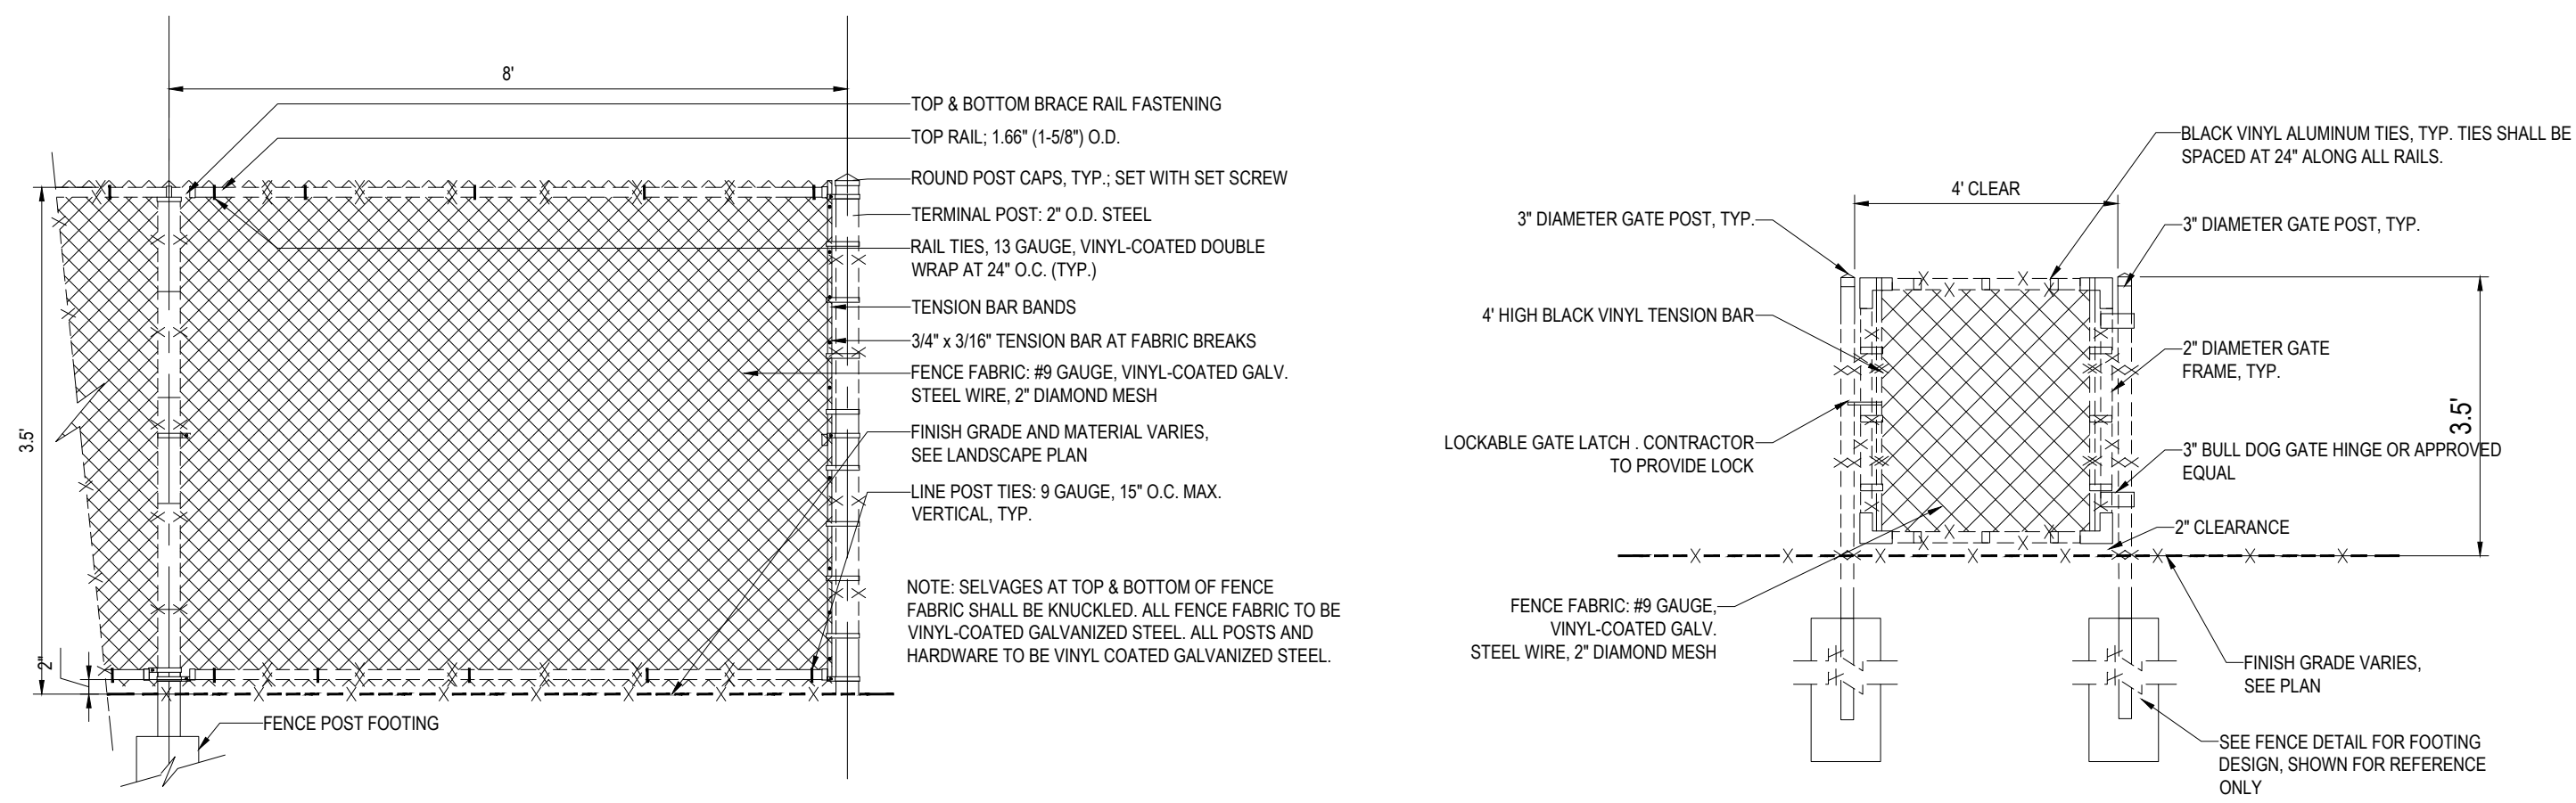 8'
TOP & BOTTOM BRACE RAIL FASTENING
TOP RAIL; 1.66" (1-5/8") O.D.
ROUND POST CAPS, TYP.; SET WITH SET SCREW
TERMINAL POST: 2" O.D. STEEL
RAIL TIES, 13 GAUGE, VINYL-COATED DOUBLE
WRAP AT 24" O.C. (TYP.)
TENSION BAR BANDS
3/4" x 3/16" TENSION BAR AT FABRIC BREAKS
FENCE FABRIC: #9 GAUGE, VINYL-COATED GALV.
STEEL WIRE, 2" DIAMOND MESH
FINISH GRADE AND MATERIAL VARIES,
SEE LANDSCAPE PLAN
LINE POST TIES: 9 GAUGE, 15" O.C. MAX.
VERTICAL, TYP.
NOTE: SELVAGES AT TOP & BOTTOM OF FENCE
FABRIC SHALL BE KNUCKLED. ALL FENCE FABRIC TO BE
VINYL-COATED GALVANIZED STEEL. ALL POSTS AND
HARDWARE TO BE VINYL COATED GALVANIZED STEEL.
3.5'
2"
FENCE POST FOOTING
BLACK VINYL ALUMINUM TIES, TYP. TIES SHALL BE
SPACED AT 24" ALONG ALL RAILS.
4' CLEAR
3" DIAMETER GATE POST, TYP.
3" DIAMETER GATE POST, TYP.
4' HIGH BLACK VINYL TENSION BAR
2" DIAMETER GATE
FRAME, TYP.
3.5'
LOCKABLE GATE LATCH . CONTRACTOR
TO PROVIDE LOCK
3" BULL DOG GATE HINGE OR APPROVED
EQUAL
2" CLEARANCE
FENCE FABRIC: #9 GAUGE,
VINYL-COATED GALV.
STEEL WIRE, 2" DIAMOND MESH
FINISH GRADE VARIES,
SEE PLAN
SEE FENCE DETAIL FOR FOOTING
DESIGN, SHOWN FOR REFERENCE
ONLY